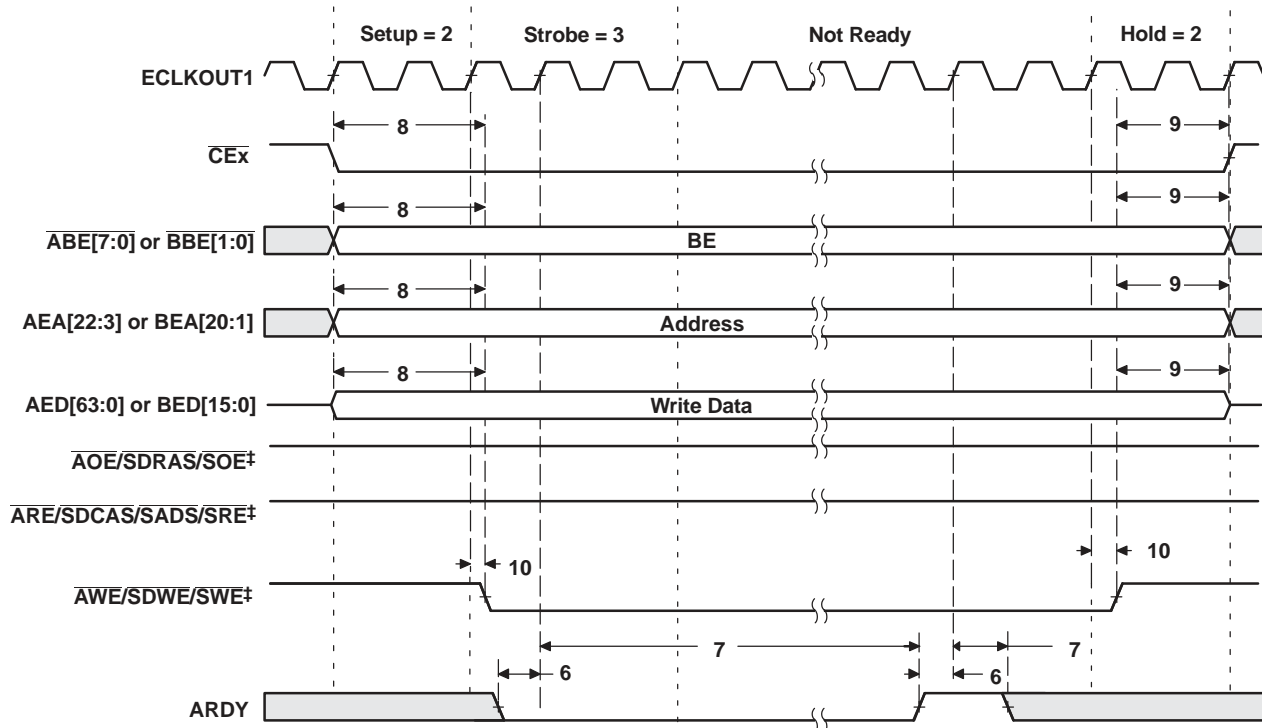 Setup = 2 Strobe = 3 Not Ready Hold = 2
ECLKOUT1
8 9
CEx
8 9
ABE[7:0] or BBE[1:0] BE
8 9
AEA[22:3] or BEA[20:1] Address
8 9
AED[63:0] or BED[15:0] Write Data
AOE/SDRAS/SOE‡
ARE/SDCAS/SADS/SRE‡
10 10
AWE/SDWE/SWE‡
7 7
6 6
ARDY